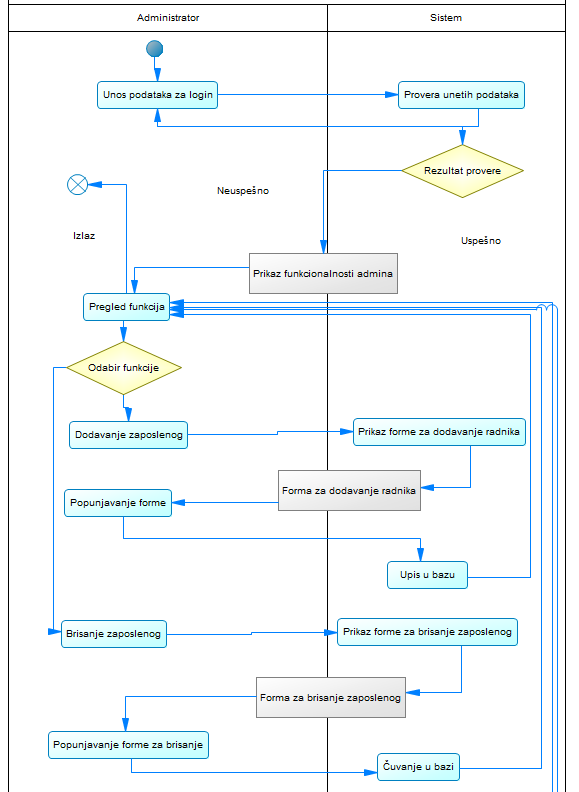 Administrator
Sistem
Unos podataka za login
Provera unetih podataka
Rezultat provere
Neuspešno
Izlaz
Uspešno
Prikaz funkcionalnosti admina
Pregled funkcija
Odabir funkcije
Dodavanje zaposlenog
Prikaz forme za dodavanje radnika
Forma za dodavanje radnika
Popunjavanje forme
Upis u bazu
Brisanje zaposlenog
Prikaz forme za brisanje zaposlenog
Forma za brisanje zaposlenog
Popunjavanje forme za brisanje
Čuvanje u bazi